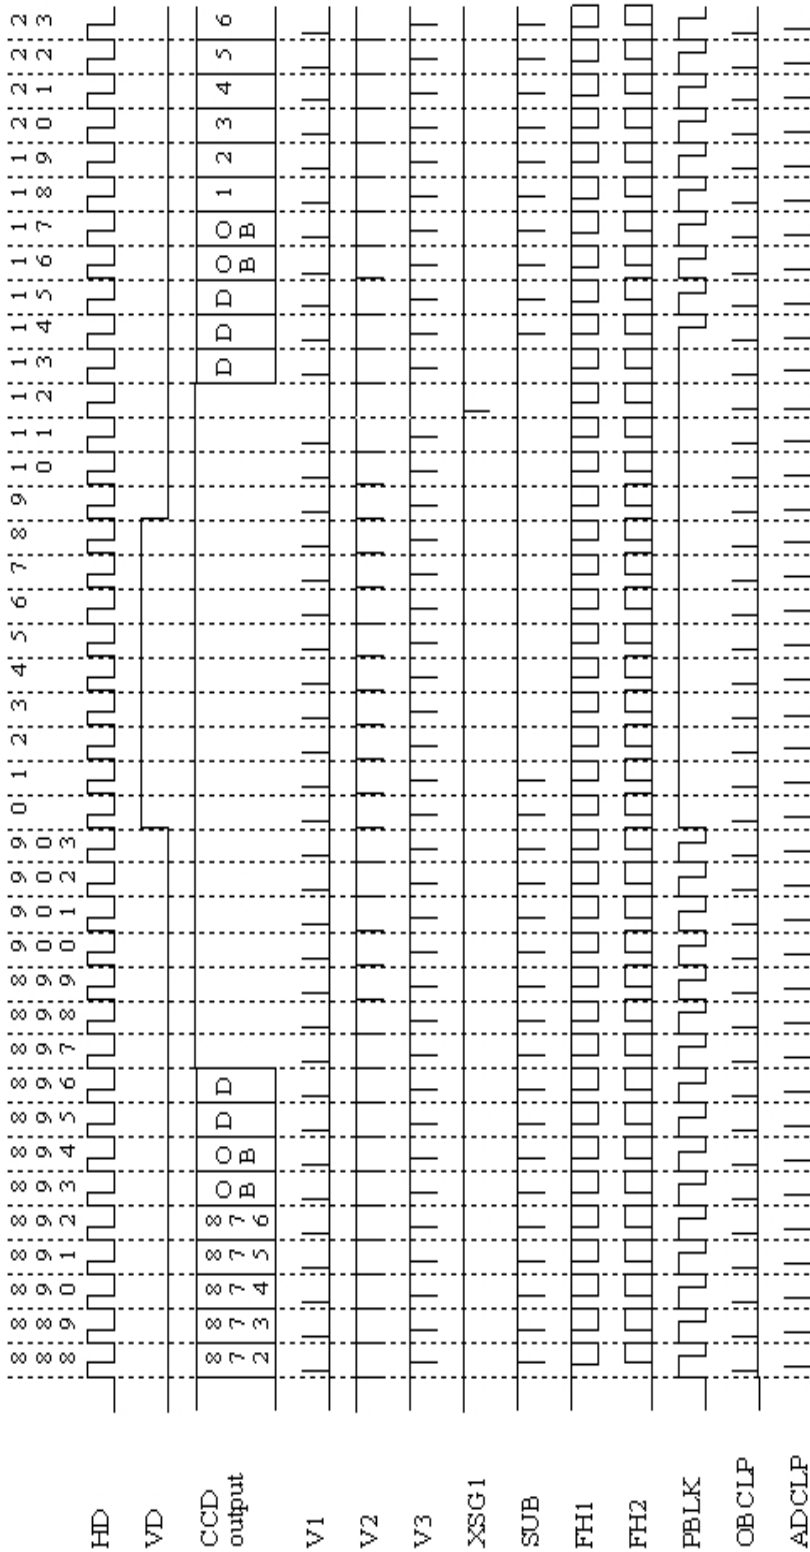 888 889 890 891 892 893 894 895 896 897 898 899 900 901 902 903 0 1 2 3 4 5 6 7 8 9 10 11 12 13 14 15 16 17 18 19 20 21 22 23
HD
VD
CCD output 872 873 874 875 876 OB OB D D D D D OB OB 1 2 3 4 5 6
V1
V2
V3
XSG1
SUB
FH1
FH2
PBLK
OBCLP
ADCLP